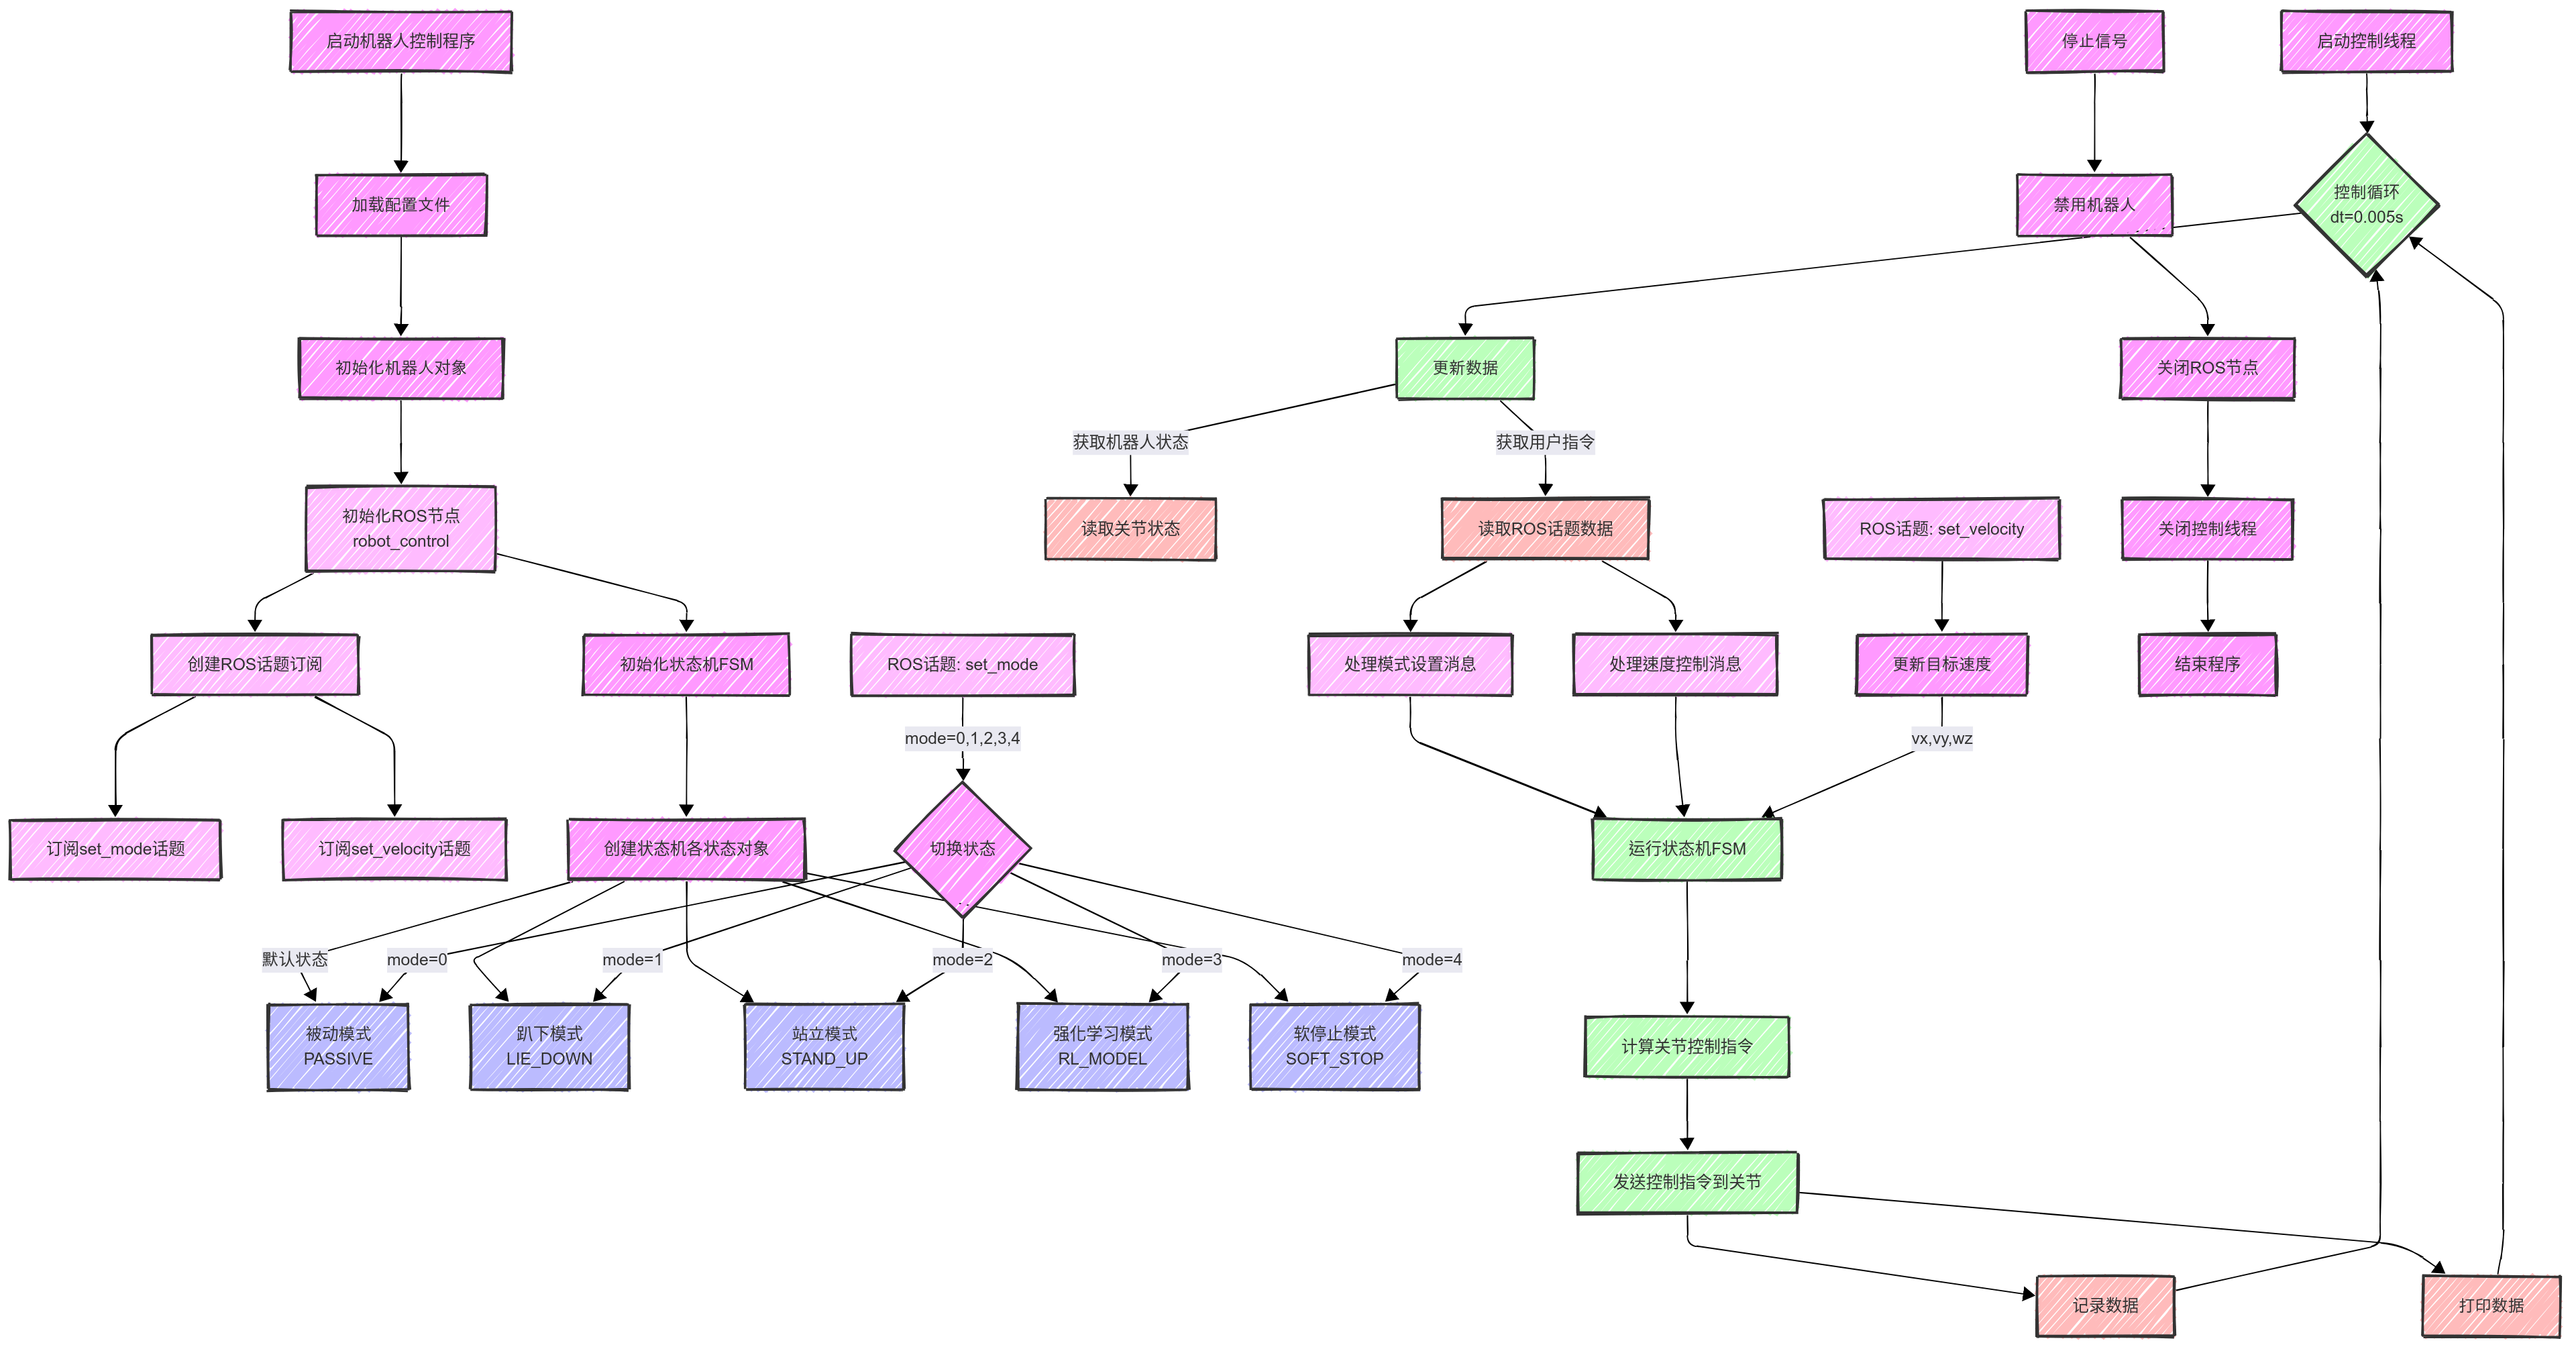 启动机器人控制程序
停止信号
启动控制线程
加载配置文件
禁用机器人
控制循环
dt=0.005s
初始化机器人对象
更新数据
关闭ROS节点
获取机器人状态
获取用户指令
初始化ROS节点
robot_control
读取关节状态
读取ROS话题数据
ROS话题: set_velocity
关闭控制线程
创建ROS话题订阅
初始化状态机FSM
ROS话题: set_mode
处理模式设置消息
处理速度控制消息
更新目标速度
结束程序
mode=0,1,2,3,4
vx,vy,wz
订阅set_mode话题
订阅set_velocity话题
创建状态机各状态对象
切换状态
运行状态机FSM
默认状态
mode=0
mode=1
mode=2
mode=3
mode=4
被动模式
PASSIVE
趴下模式
LIE_DOWN
站立模式
STAND_UP
强化学习模式
RL_MODEL
软停止模式
SOFT_STOP
计算关节控制指令
发送控制指令到关节
记录数据
打印数据